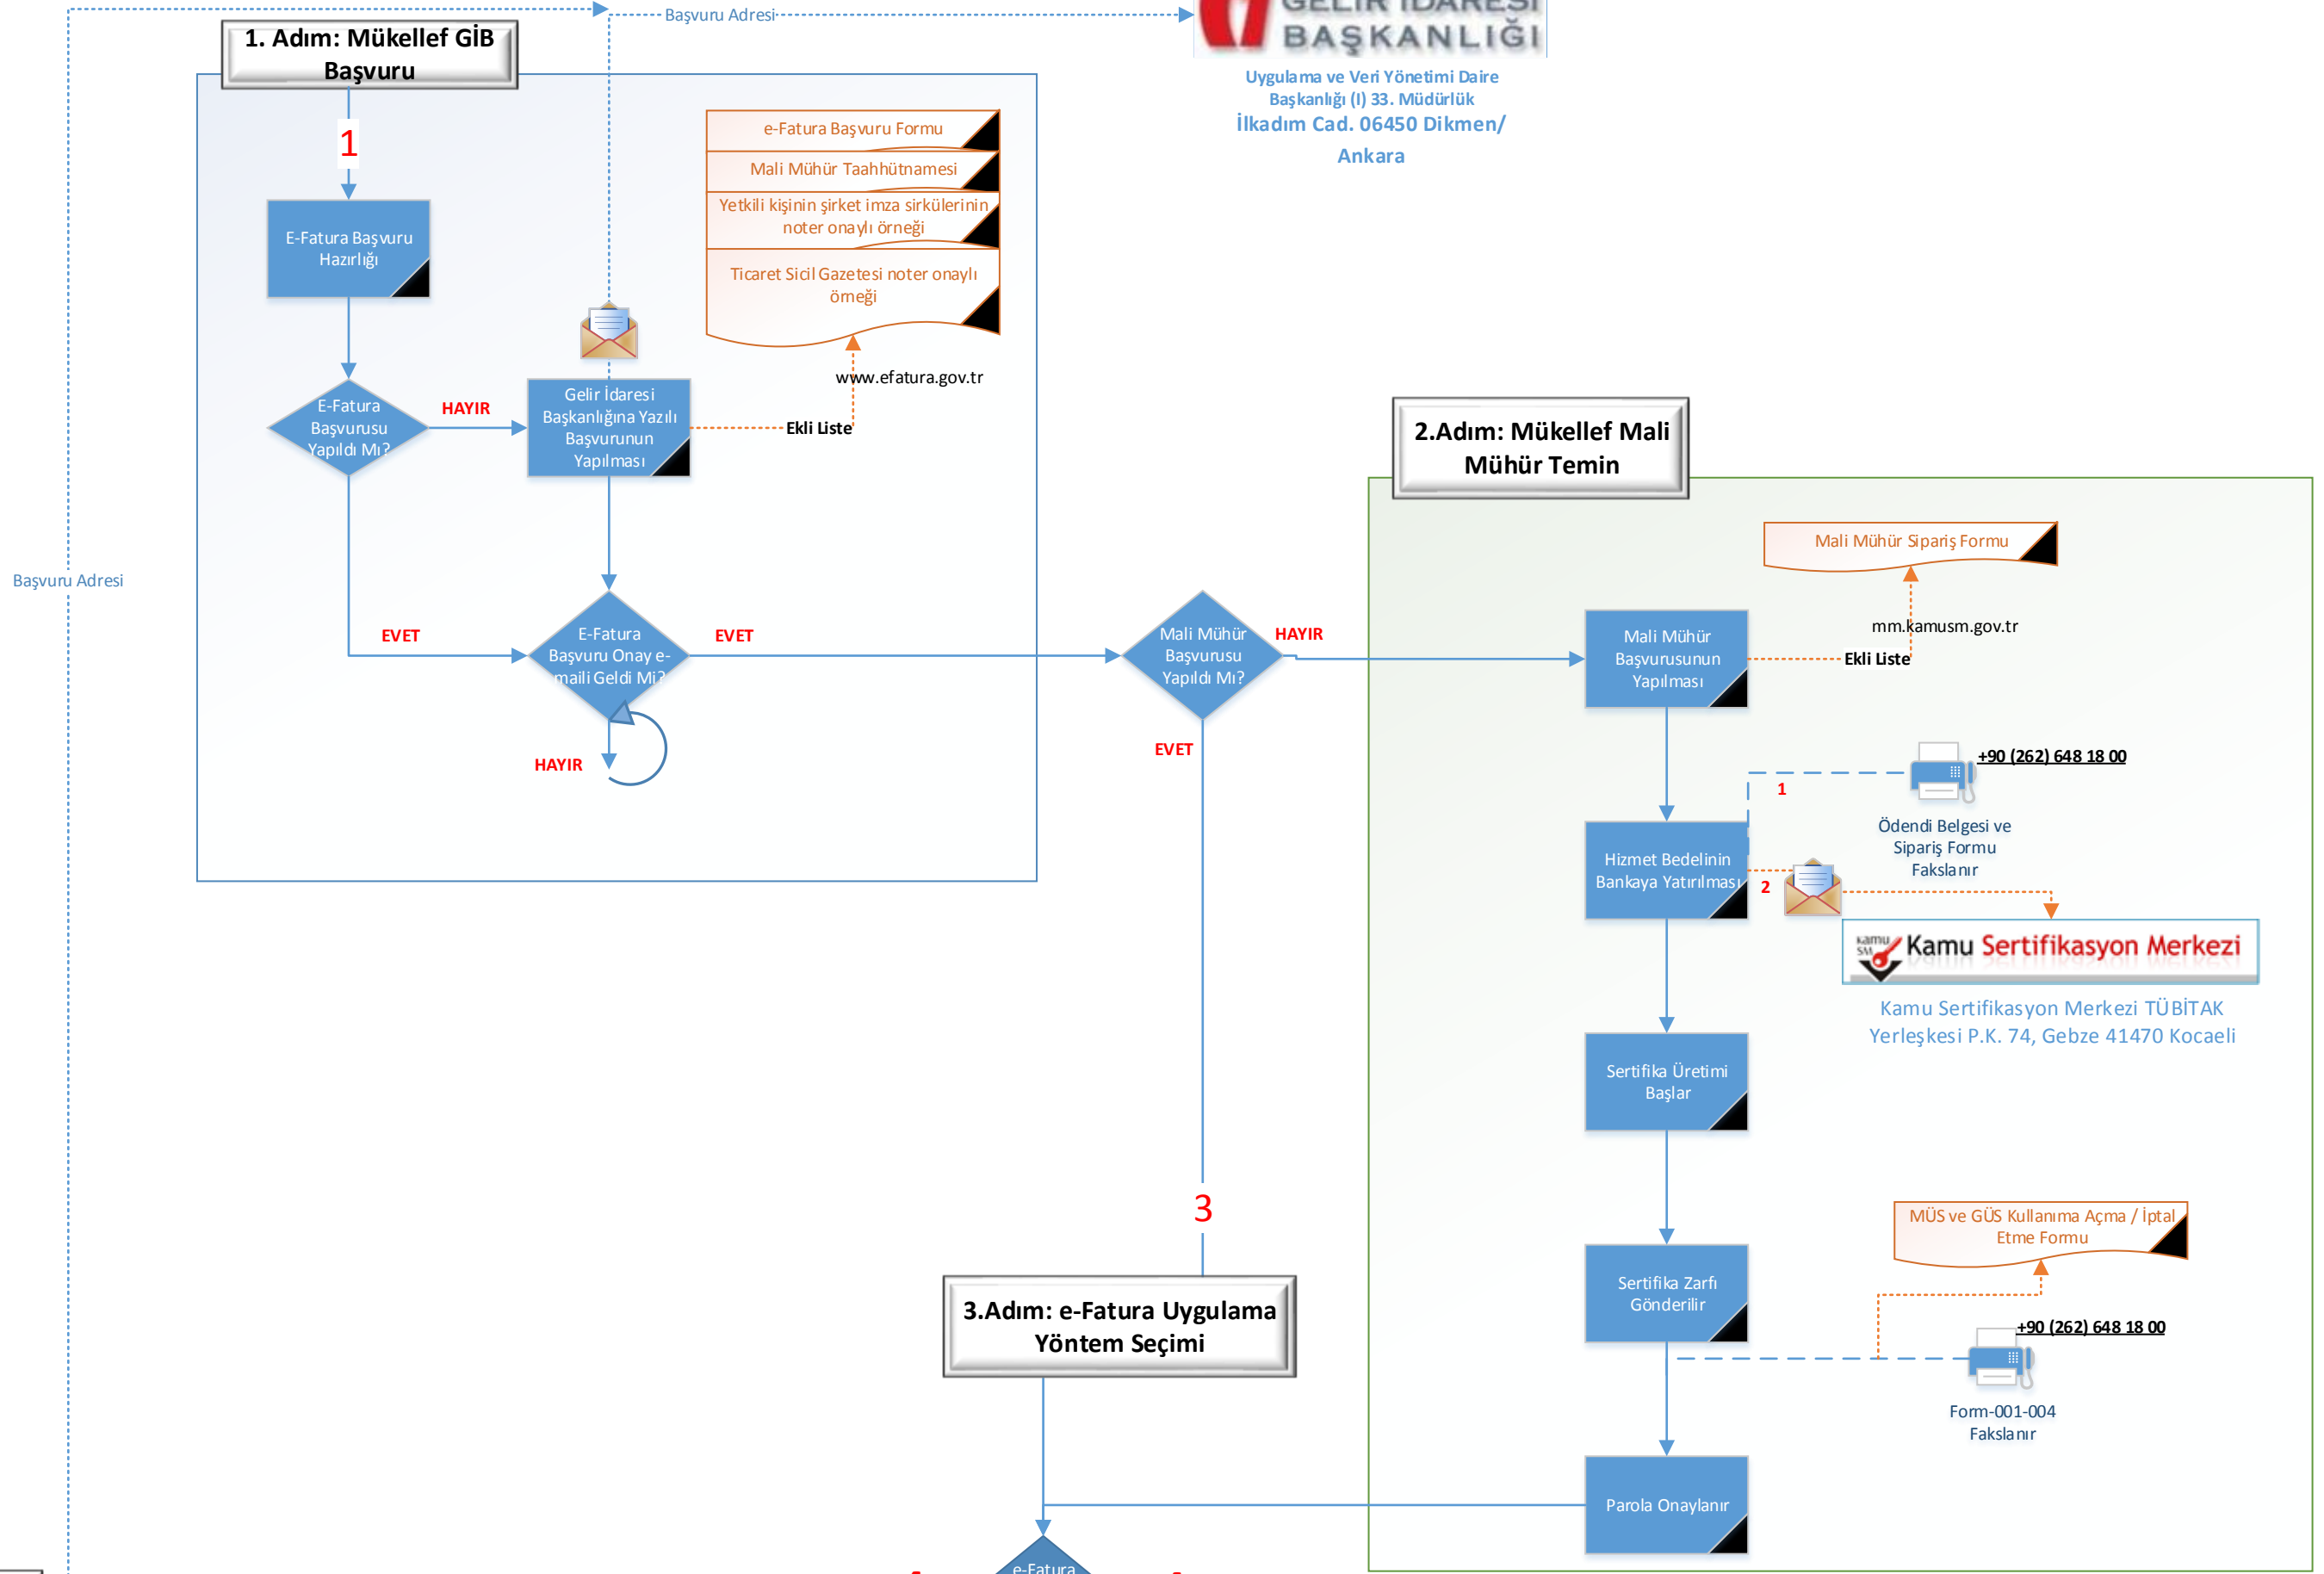 Başvuru Adresi
GELİR İDARESİ
BAŞKANLIĞI
Uygulama ve Veri Yönetimi Daire
Başkanlığı (I) 33. Müdürlük
İlkadım Cad. 06450 Dikmen/
Ankara
1. Adım: Mükellef GİB
Başvuru
1
E-Fatura Başvuru
Hazırlığı
e-Fatura Başvuru Formu
Mali Mühür Taahhütnamesi
Yetkili kişinin şirket imza sirkülerinin
noter onaylı örneği
Ticaret Sicil Gazetesi noter onaylı
örneği
www.efatura.gov.tr
E-Fatura
Başvurusu
Yapıldı Mı?
HAYIR
Gelir İdaresi
Başkanlığına Yazılı
Başvurunun
Yapılması
Ekli Liste
EVET
E-Fatura
Başvuru Onay e-
maili Geldi Mi?
EVET
HAYIR
Başvuru Adresi
Mali Mühür
Başvurusu
Yapıldı Mı?
HAYIR
EVET
2.Adım: Mükellef Mali
Mühür Temin
Mali Mühür Sipariş Formu
mm.kamusm.gov.tr
Mali Mühür
Başvurusunun
Yapılması
Ekli Liste
+90 (262) 648 18 00
1
Ödendi Belgesi ve
Sipariş Formu
Fakslanır
Hizmet Bedelinin
Bankaya Yatırılması
2
kamu
SM
Kamu Sertifikasyon Merkezi
Kamu Sertifikasyon Merkezi TÜBİTAK
Yerleşkesi P.K. 74, Gebze 41470 Kocaeli
Sertifika Üretimi
Başlar
MÜS ve GÜS Kullanıma Açma / İptal
Etme Formu
Sertifika Zarfı
Gönderilir
+90 (262) 648 18 00
Form-001-004
Fakslanır
Parola Onaylanır
3
3.Adım: e-Fatura Uygulama
Yöntem Seçimi
e-Fatura